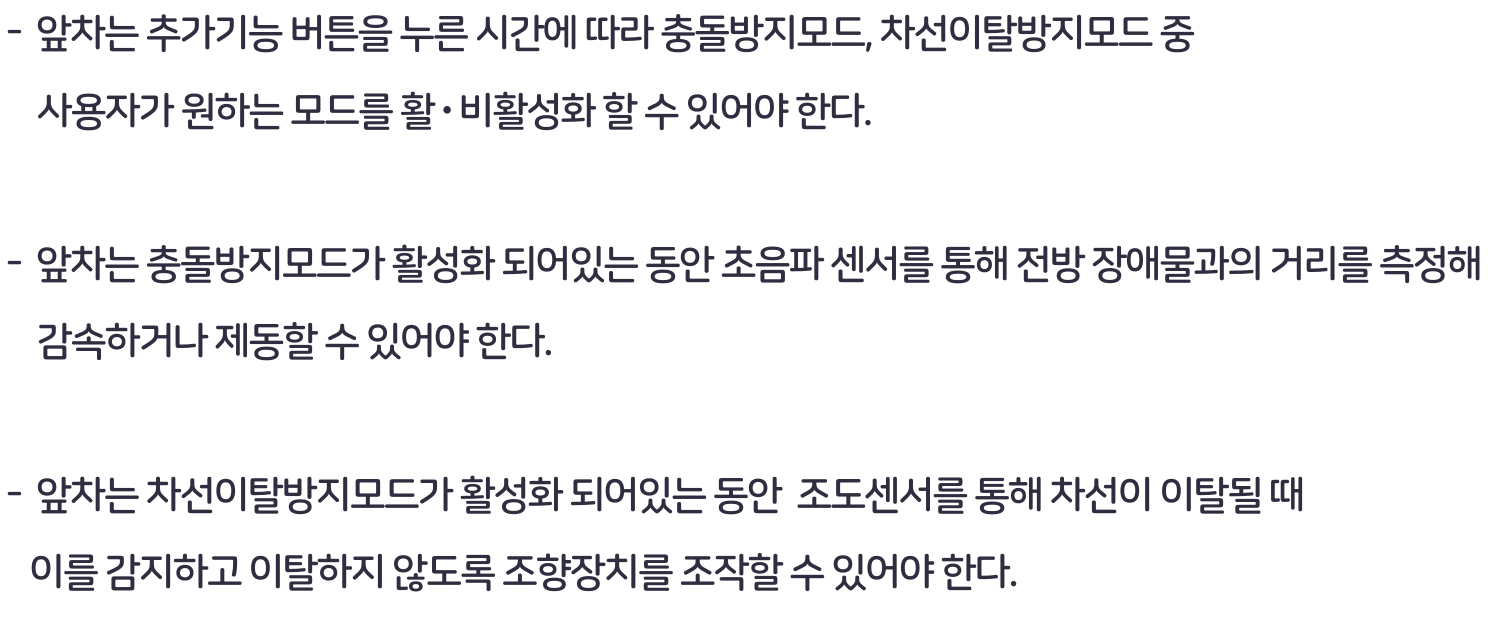 - 앞차는 추가기능 버튼을 누른 시간에 따라 충돌방지모드, 차선이탈방지모드 중
사용자가 원하는 모드를 활·비활성화 할 수 있어야 한다.
- 앞차는 충돌방지모드가 활성화 되어있는 동안 초음파 센서를 통해 전방 장애물과의 거리를 측정해
감속하거나 제동할 수 있어야 한다.
- 앞차는 차선이탈방지모드가 활성화 되어있는 동안 조도센서를 통해 차선이 이탈될 때
이를 감지하고 이탈하지 않도록 조향장치를 조작할 수 있어야 한다.